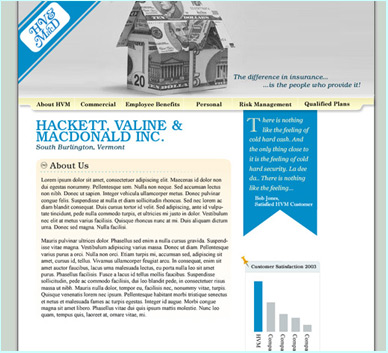 HV&
M&D
TEN DOLLARS
20
TEN DOLLARS
20
The difference in insurance...
...is the people who provide it!
About HVM Commercial Employee Benefits Personal Risk Management Qualified Plans
HACKETT, VALINE &
MACDONALD INC.
South Burlington, Vermont
About Us
Lorem ipsum dolor sit amet, consectetuer adipiscing elit. Maecenas id dolor non
dui egestas nonummy. Pellentesque sem. Nulla non neque. Sed accumsan lectus
non nibh. Donec ut sapien. Integer vehicula ullamcorper metus. Donec pulvinar
congue felis. Suspendisse at nulla et diam sollicitudin rhoncus. Sed nec lorem ac
diam blandit consequat. Duis cursus tortor id velit. Sed adipiscing, ante id vulpu-
tate tincidunt, pede nulla commodo turpis, et ultricies mi justo in dolor. Vestibulum
nec elit at metus varius facilisis. Quisque rhoncus nunc at mi. Duis aliquam dictum
urna. Donec sed magna. Nulla facilisi.
Mauris pulvinar ultrices dolor. Phasellus sed enim a nulla cursus gravida. Suspend-
isse vitae magna. Vestibulum adipiscing varius massa. Donec at diam. Pellentesque
varius purus a orci. Nulla non orci. Etiam turpis mi, accumsan sed, adipiscing sit
amet, cursus id, tellus. Vivamus ullamcorper feugiat arcu. In consequat, enim sit
amet auctor faucibus, lacus urna malesuada lectus, eu porta nulla leo sit amet
purus. Phasellus facilisis. Fusce a lacus id tellus mollis faucibus. Suspendisse
sollicitudin, pede ac commodo facilisis, dui leo blandit pede, in consectetuer risus
massa ut nibh. Mauris nulla dolor, tempor eu, facilisis nec, nonummy vitae, turpis.
Quisque venenatis lorem nec ipsum. Pellentesque habitant morbi tristique senectus
et netus et malesuada fames ac turpis egestas. Integer id augue. Morbi congue
magna sit amet libero. Phasellus vitae dui quis ipsum mattis molestie. Nunc leo
quam, tempus quis, laoreet at, ornare vitae, mi.
There is nothing
like the feeling of
cold hard cash. And
the only thing close to
it is the feeling of cold
hard security. La dee
da.. There is nothing
like the feeling...
Bob Jones,
Satisfied HVM Customer
Customer Satisfaction 2003
HVM